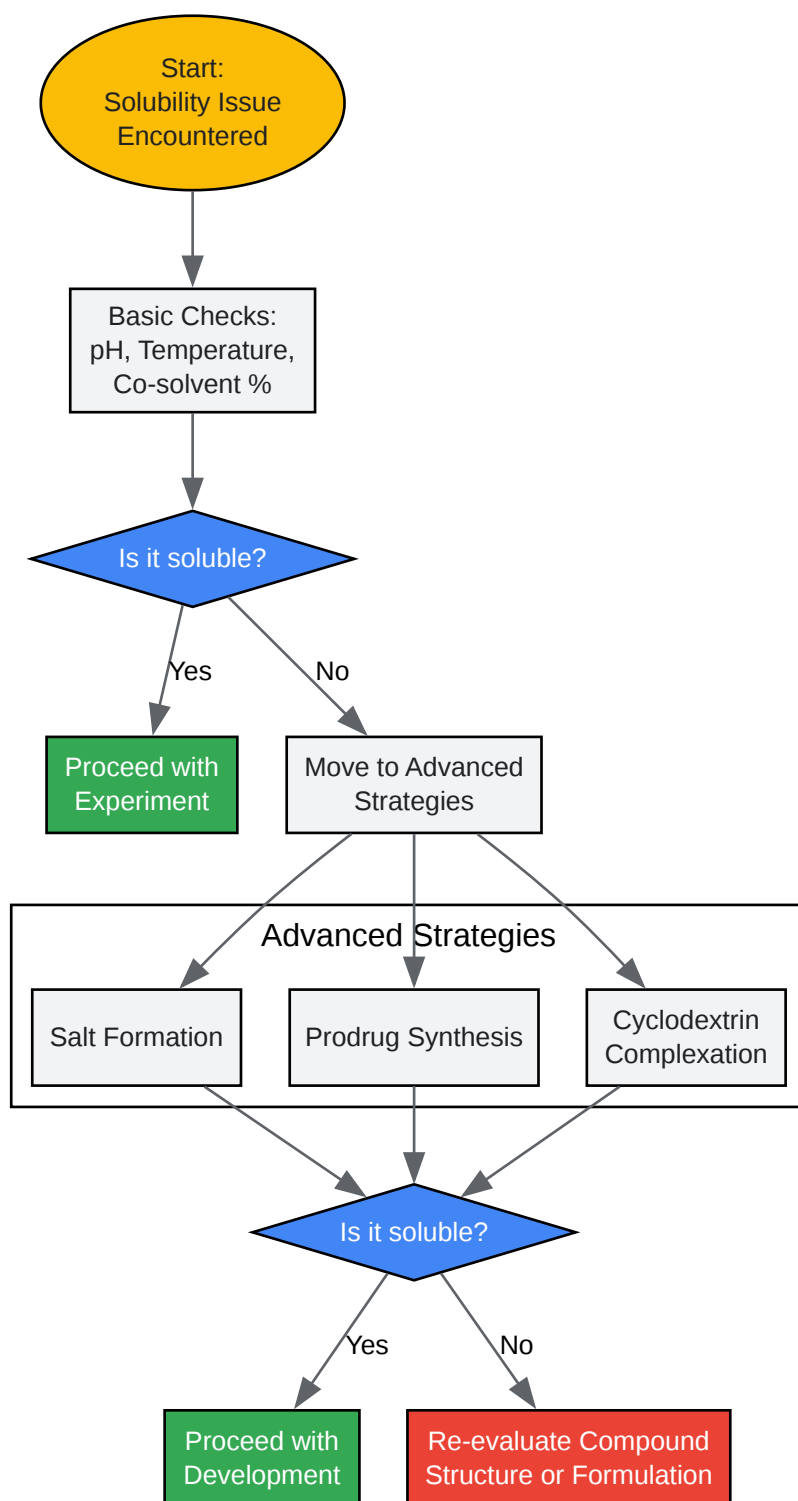 Start:
Solubility Issue
Encountered
Basic Checks:
pH, Temperature,
Co-solvent %
Is it soluble?
Yes
No
Proceed with
Experiment
Move to Advanced
Strategies
Advanced Strategies
Salt Formation
Prodrug Synthesis
Cyclodextrin
Complexation
Is it soluble?
Yes
No
Proceed with
Development
Re-evaluate Compound
Structure or Formulation